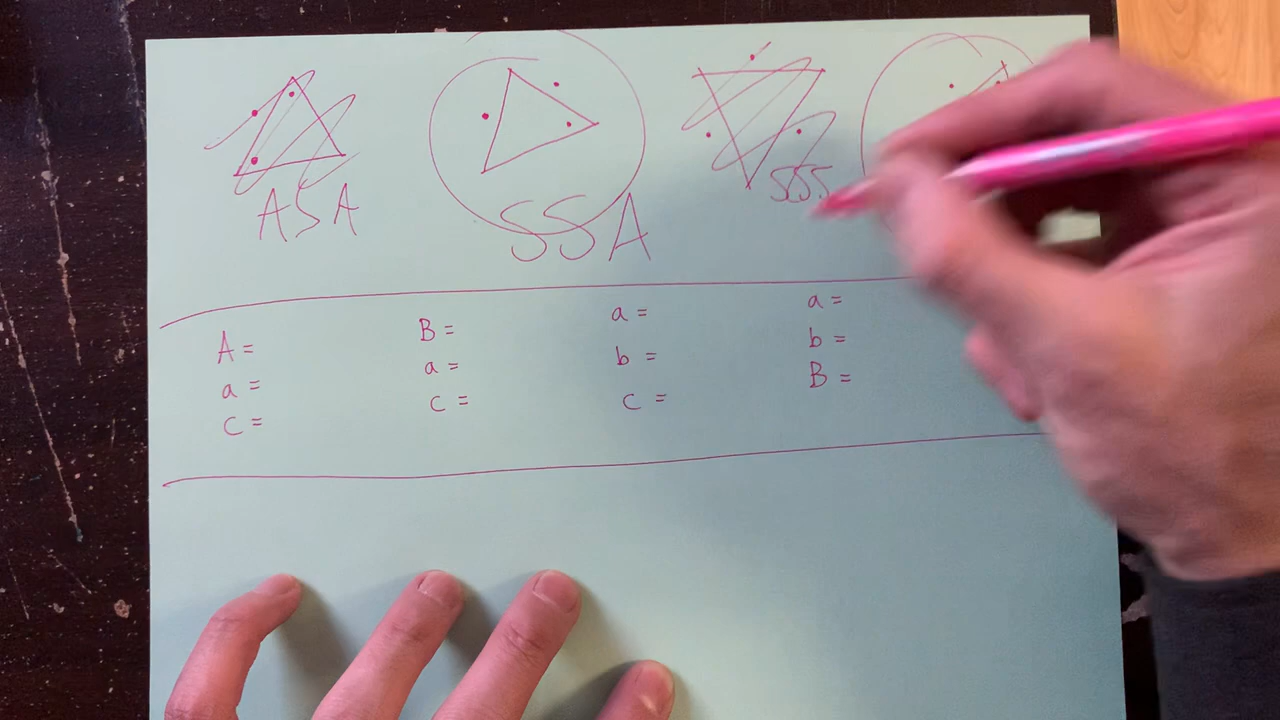 ASA
SSA
SSS
A =
a =
c =
B =
a =
c =
a =
b =
c =
a =
b =
B =